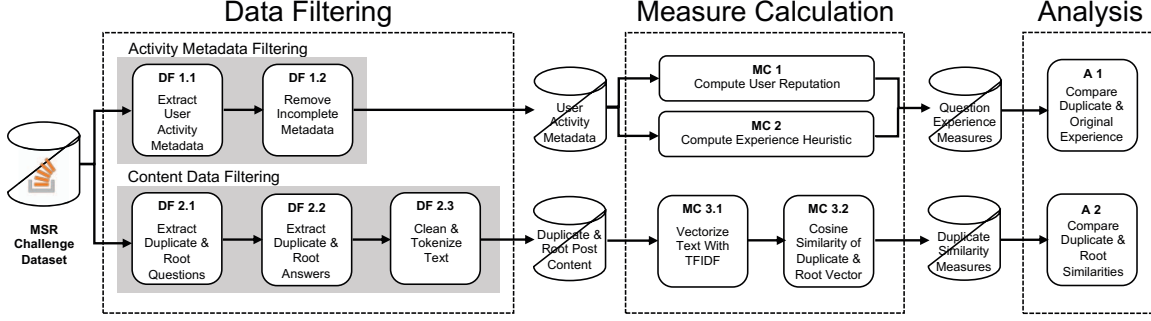 Data Filtering
Measure Calculation
Analysis
Activity Metadata Filtering
DF 1.1
Extract
User
Activity
Metadata
DF 1.2
Remove
Incomplete
Metadata
User
Activity
Metadata
MC 1
Compute User Reputation
MC 2
Compute Experience Heuristic
Question
Experience
Measures
A 1
Compare
Duplicate &
Original
Experience
MSR
Challenge
Dataset
Content Data Filtering
DF 2.1
Extract
Duplicate &
Root
Questions
DF 2.2
Extract
Duplicate &
Root
Answers
DF 2.3
Clean &
Tokenize
Text
Duplicate &
Root Post
Content
MC 3.1
Vectorize
Text With
TFIDF
MC 3.2
Cosine
Similarity of
Duplicate &
Root Vector
Duplicate
Similarity
Measures
A 2
Compare
Duplicate &
Root
Similarities